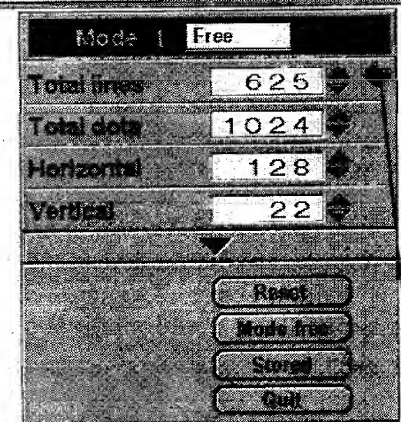 Mode 1 Free
Total lines 625
Total dots 1024
Horizontal 128
Vertical 22
Reset
Mode free
Stored
Quit